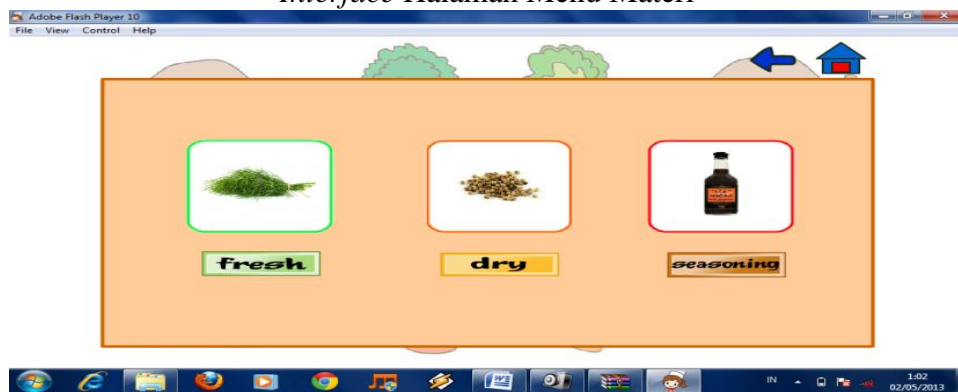 Interface Halaman Menu Materi
Adobe Flash Player 10
File View Control Help
fresh
dry
seasoning
IN
1:02
02/05/2013